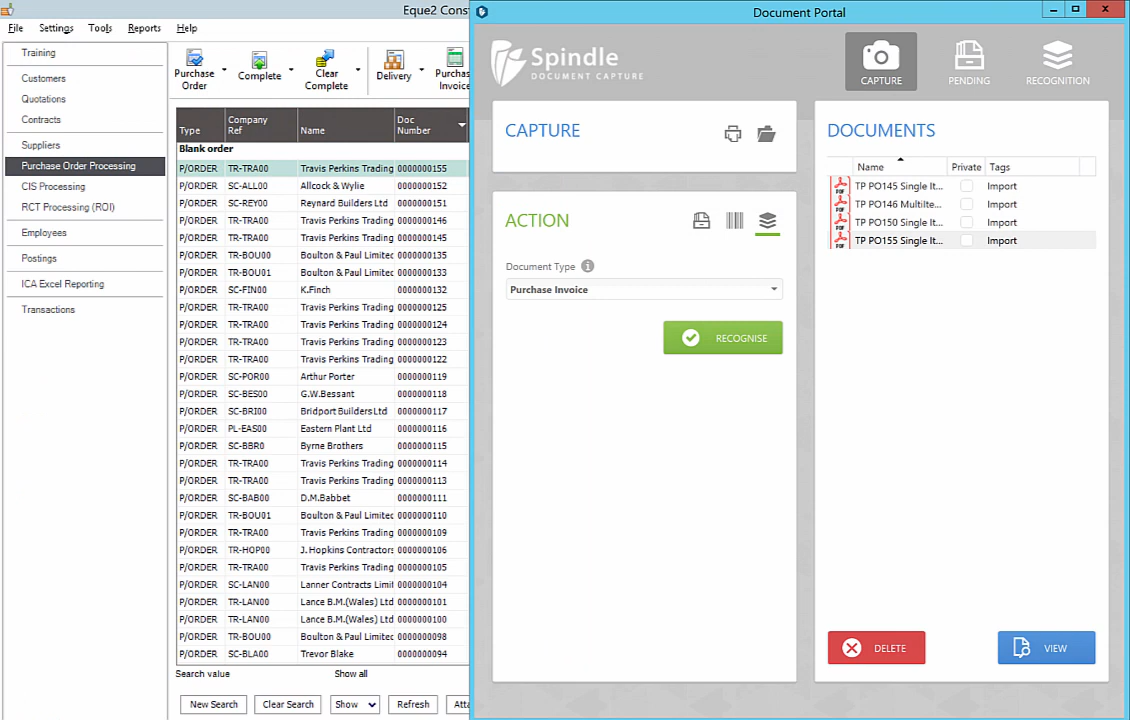 Eque2 Cons
File Settings Tools Reports Help
Training
Customers
Quotations
Contracts
Suppliers
Purchase Order Processing
CIS Processing
RCT Processing (ROI)
Employees
Postings
ICA Excel Reporting
Transactions
Purchase Order
Complete
Clear Complete
Delivery
Purchas Invoice
Type Company Ref Name Doc Number
Blank order
P/ORDER TR-TRA00 Travis Perkins Trading 0000000155
P/ORDER SC-ALL00 Allcock & Wylie 0000000152
P/ORDER SC-REY00 Reynard Builders Ltd 0000000151
P/ORDER TR-TRA00 Travis Perkins Trading 0000000146
P/ORDER TR-TRA00 Travis Perkins Trading 0000000145
P/ORDER TR-BOU00 Boulton & Paul Limitec 0000000135
P/ORDER TR-BOU01 Boulton & Paul Limitec 0000000133
P/ORDER SC-FIN00 K.Finch 0000000132
P/ORDER TR-TRA00 Travis Perkins Trading 0000000125
P/ORDER TR-TRA00 Travis Perkins Trading 0000000124
P/ORDER TR-TRA00 Travis Perkins Trading 0000000123
P/ORDER TR-TRA00 Travis Perkins Trading 0000000122
P/ORDER SC-POR00 Arthur Porter 0000000119
P/ORDER SC-BES00 G.W.Bessant 0000000118
P/ORDER SC-BRI00 Bridport Builders Ltd 0000000117
P/ORDER PL-EAS00 Eastern Plant Ltd 0000000116
P/ORDER SC-BBR0 Byrne Brothers 0000000115
P/ORDER TR-TRA00 Travis Perkins Trading 0000000114
P/ORDER TR-TRA00 Travis Perkins Trading 0000000113
P/ORDER SC-BAB00 D.M.Babbet 0000000111
P/ORDER TR-BOU01 Boulton & Paul Limitec 0000000110
P/ORDER TR-TRA00 Travis Perkins Trading 0000000109
P/ORDER TR-HOP00 J. Hopkins Contractors 0000000106
P/ORDER TR-TRA00 Travis Perkins Trading 0000000105
P/ORDER SC-LAN00 Lanner Contracts Limit 0000000104
P/ORDER TR-LAN00 Lance B.M.(Wales) Ltd 0000000101
P/ORDER TR-LAN00 Lance B.M.(Wales) Ltd 0000000100
P/ORDER TR-BOU00 Boulton & Paul Limitec 0000000098
P/ORDER SC-BLA00 Trevor Blake 0000000094
Search value Show all
New Search Clear Search Show Refresh Atta
Document Portal
Spindle
DOCUMENT CAPTURE
CAPTURE PENDING RECOGNITION
CAPTURE
ACTION
Document Type
Purchase Invoice
RECOGNISE
DOCUMENTS
Name Private Tags
PDF TP PO145 Single It... Import
PDF TP PO146 MultiIte... Import
PDF TP PO150 Single It... Import
PDF TP PO155 Single It... Import
DELETE VIEW